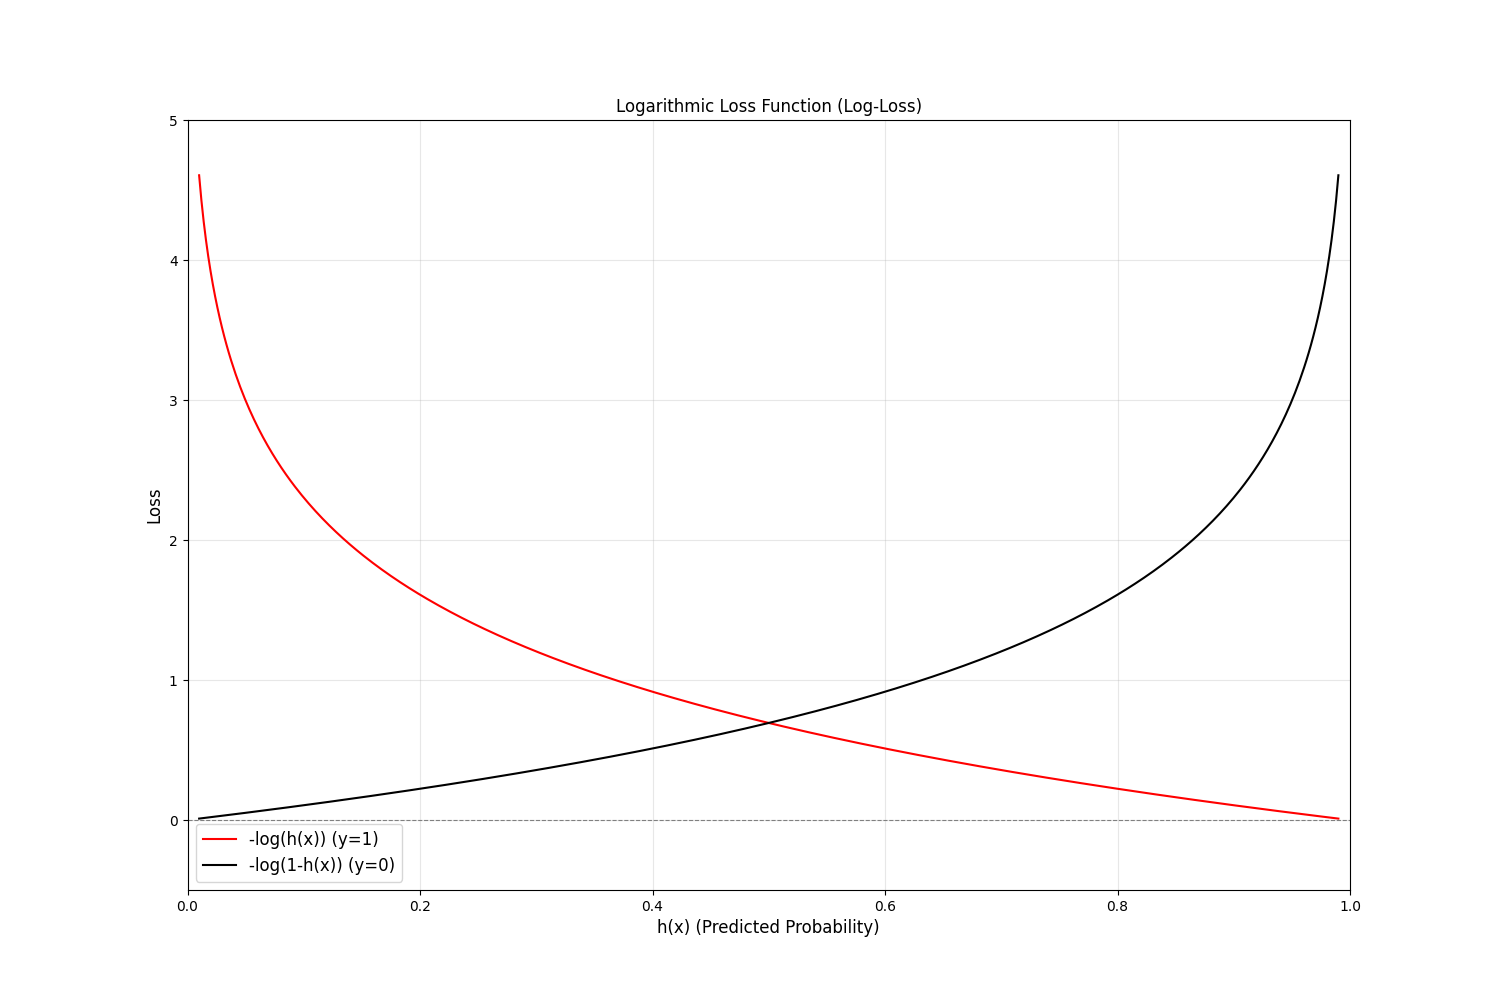 Logarithmic Loss Function (Log-Loss)
5
4
3
2
1
0
Loss
-log(h(x)) (y=1)
-log(1-h(x)) (y=0)
0.0 0.2 0.4 0.6 0.8 1.0
h(x) (Predicted Probability)